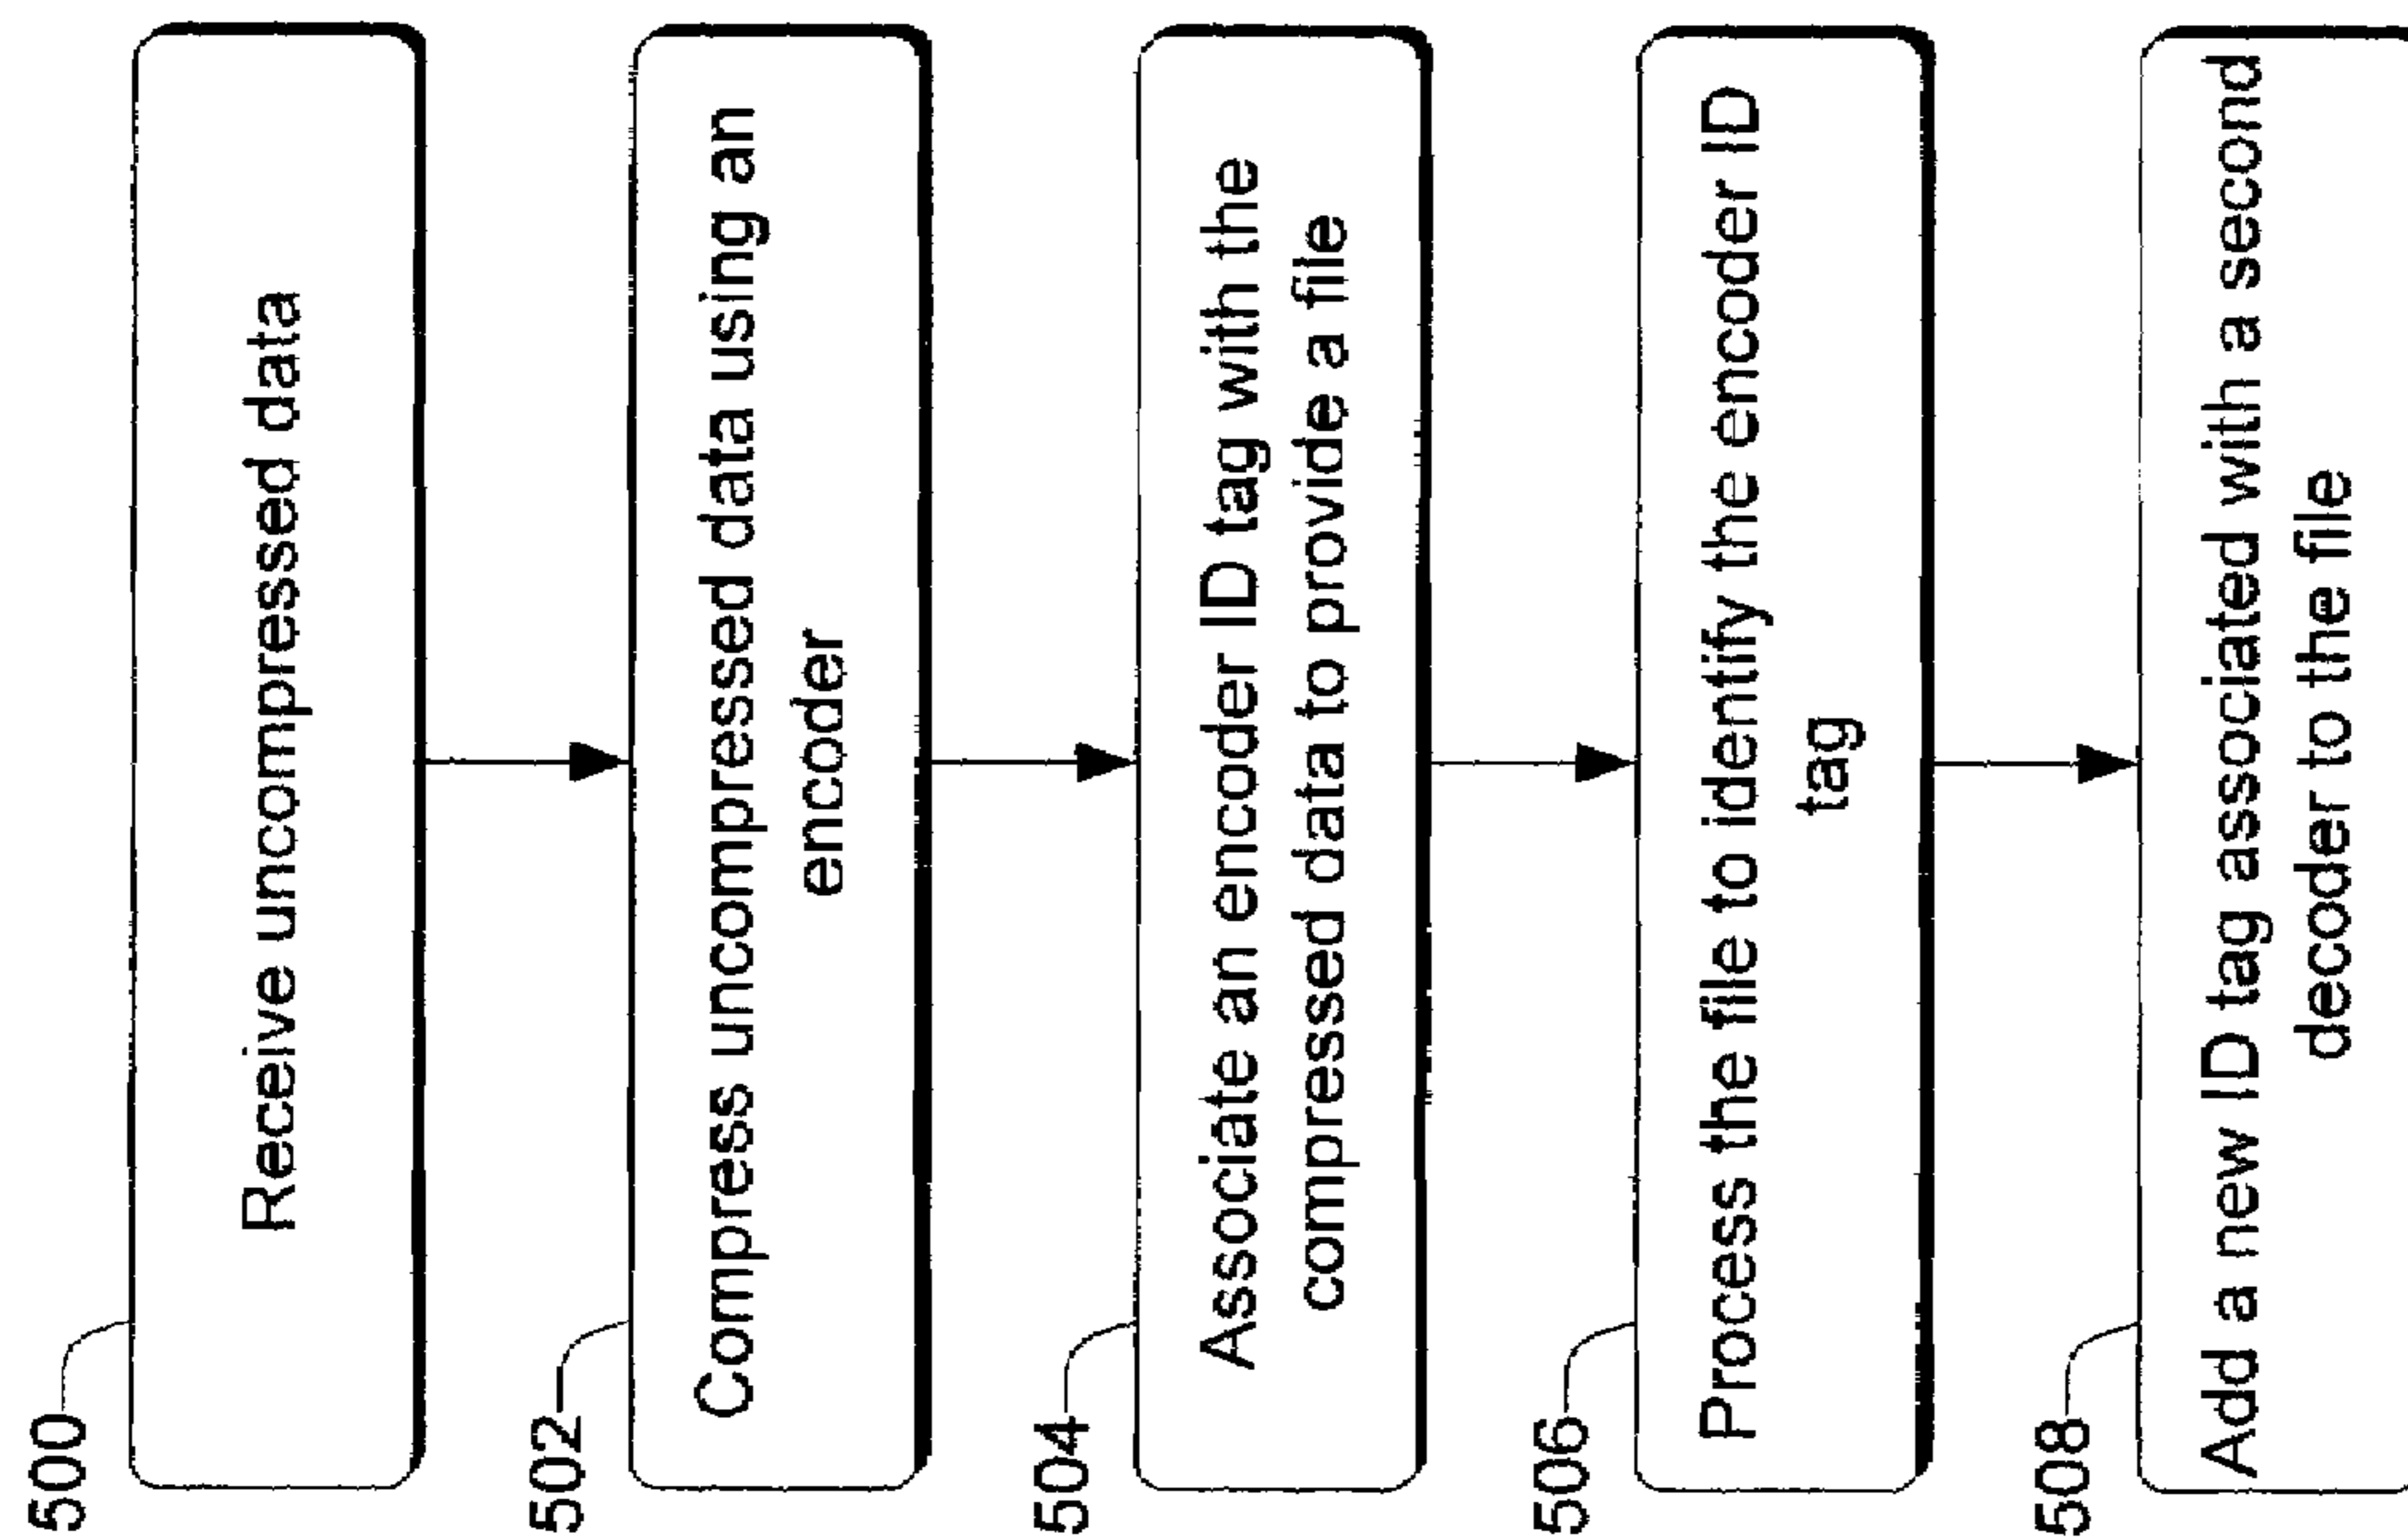 500
Receive uncompressed data
502
Compress uncompressed data using an
encoder
504
Associate an encoder ID tag with the
compressed data to provide a file
506
Process the file to identify the encoder ID
tag
508
Add a new ID tag associated with a second
decoder to the file